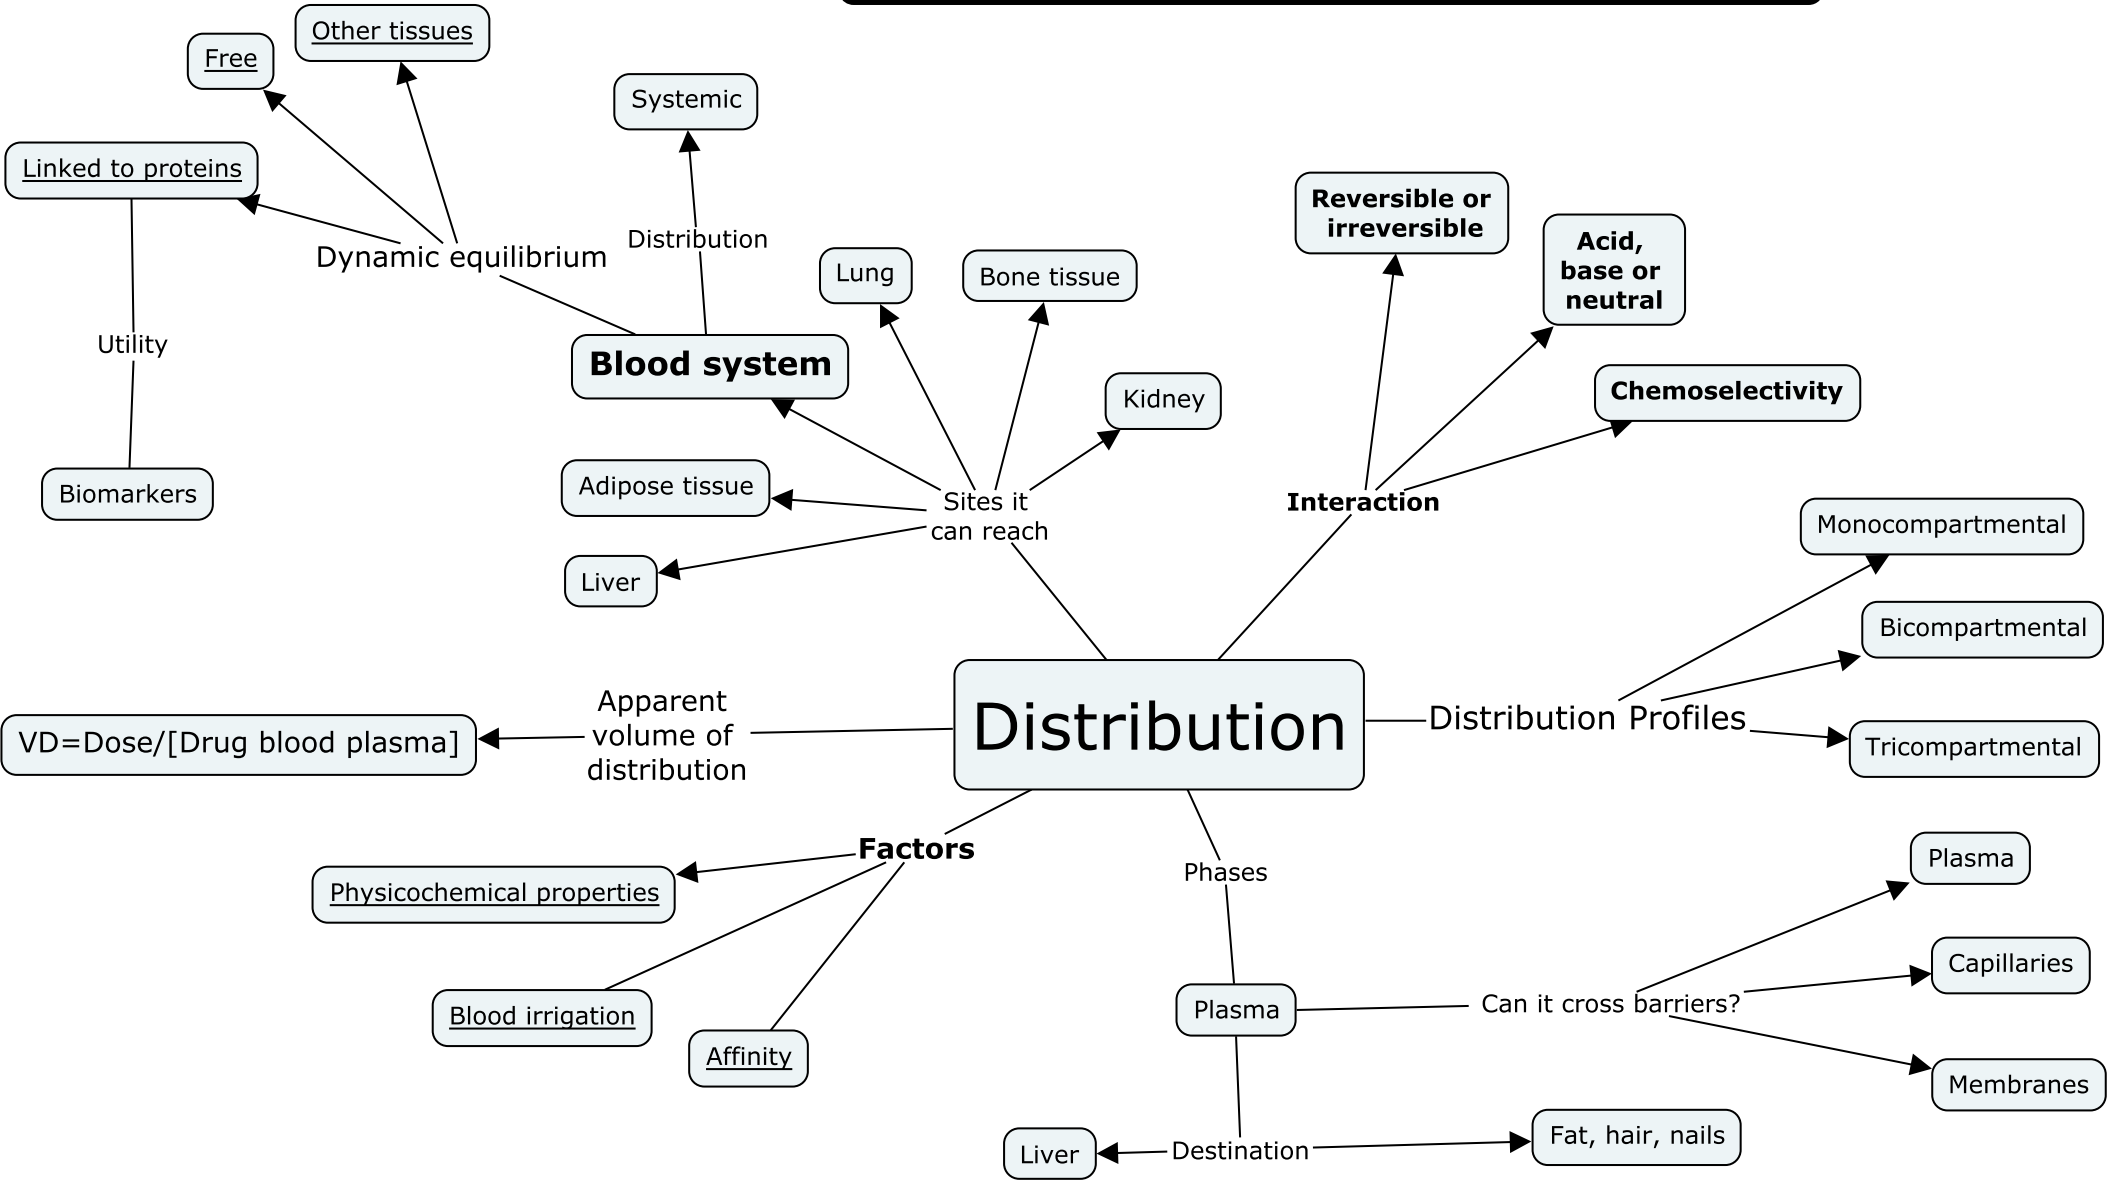 Other tissues
Free
Systemic
Linked to proteins
Reversible or
irreversible
Acid,
base or
neutral
Distribution
Dynamic equilibrium
Lung
Bone tissue
Utility
Blood system
Kidney
Chemoselectivity
Biomarkers
Adipose tissue
Sites it
can reach
Interaction
Monocompartmental
Liver
Bicompartmental
Apparent
volume of
distribution
VD=Dose/[Drug blood plasma]
Distribution
Distribution Profiles
Tricompartmental
Factors
Physicochemical properties
Phases
Plasma
Blood irrigation
Affinity
Plasma
Can it cross barriers?
Capillaries
Membranes
Liver
Destination
Fat, hair, nails